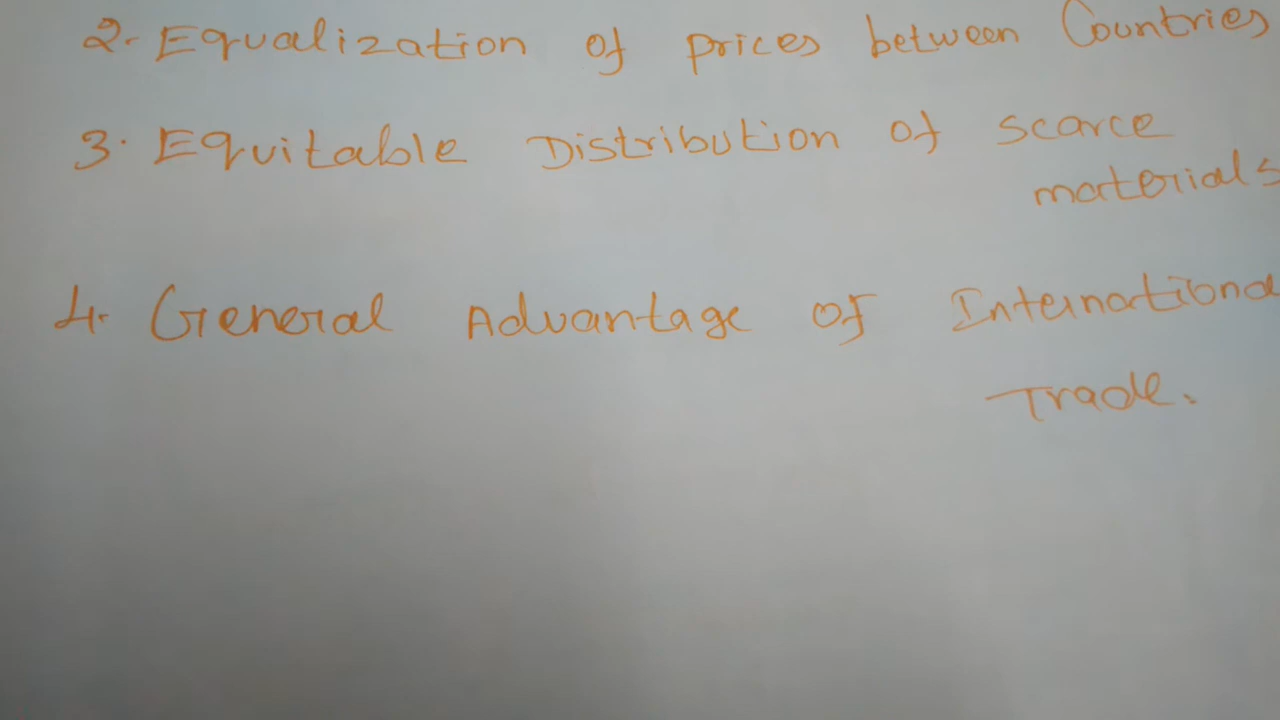 2. Equalization of prices between Countries
3. Equitable Distribution of scarce
materials
4. General Advantage of International
Trade.